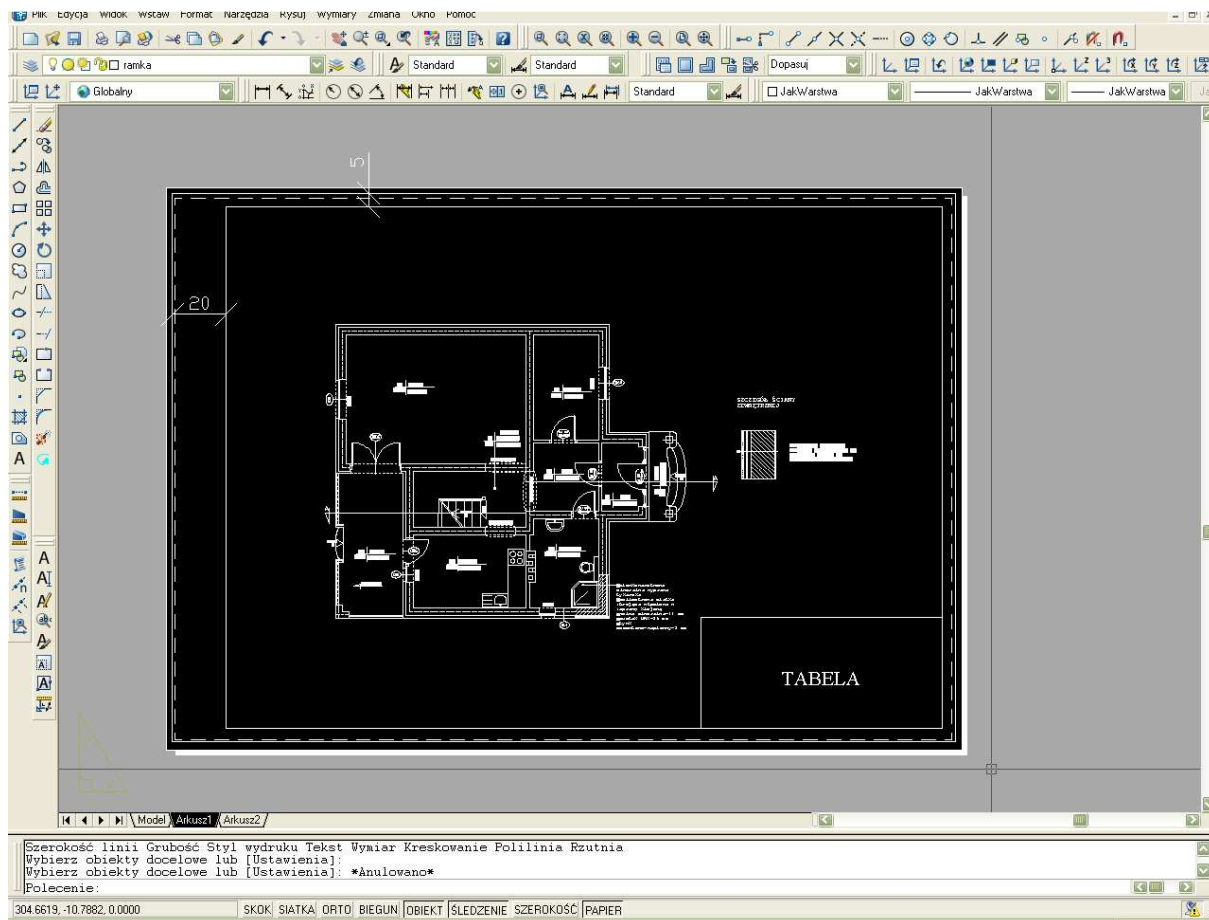 Plik Edycja Widok Wstaw Format Narzędzia Rysuj Wymiary Zmiana Okno Pomoc
ramka Standard Standard Dopasuj
Globalny Standard JakWarstwa JakWarstwa JakWarstwa
5
20
SZCZEGÓŁ ŚCIANY
ZEWNĘTRZNEJ
TABELA
Model Arkusz1 Arkusz2
Szerokość linii Grubość Styl wydruku Tekst Wymiar Kreskowanie Polilinia Rzutnia
Wybierz obiekty docelowe lub [Ustawienia]:
Wybierz obiekty docelowe lub [Ustawienia]: *Anulowano*
Polecenie:
304.6619, -10.7882, 0.0000 SKOK SIATKA ORTO BIEGUN OBIEKT ŚLEDZENIE SZEROKOŚĆ PAPIER